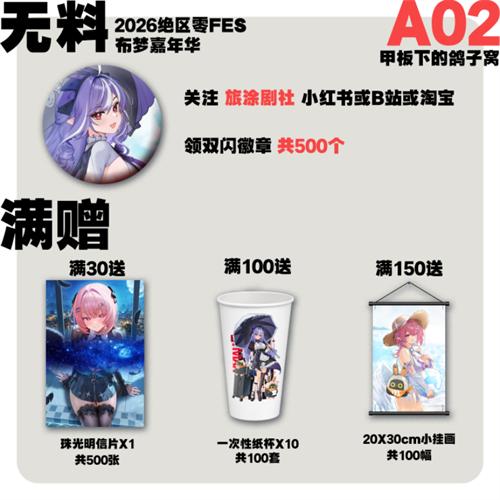 无料
2026绝区零FES
布梦嘉年华
A02
甲板下的鸽子窝
关注 旅涂剧社 小红书或B站或淘宝
领双闪徽章 共500个
满赠
满30送
满100送
满150送
珠光明信片X1
共500张
一次性纸杯X10
共100套
20X30cm小挂画
共100幅